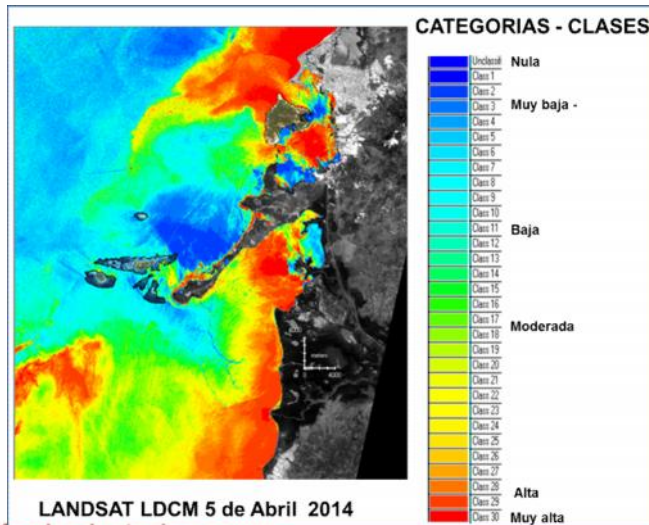 CATEGORIAS - CLASES
Unclassifi
Nula
Class 1
Class 2
Class 3
Muy baja -
Class 4
Class 5
Class 6
Class 7
Class 8
Class 9
Class 10
Class 11
Baja
Class 12
Class 13
Class 14
Class 15
Class 16
Class 17
Moderada
Class 18
Class 19
Class 20
Class 21
Class 22
Class 23
Class 24
Class 25
Class 26
Class 27
Class 28
Alta
Class 29
Class 30
Muy alta
meters
4000
LANDSAT LDCM 5 de Abril 2014